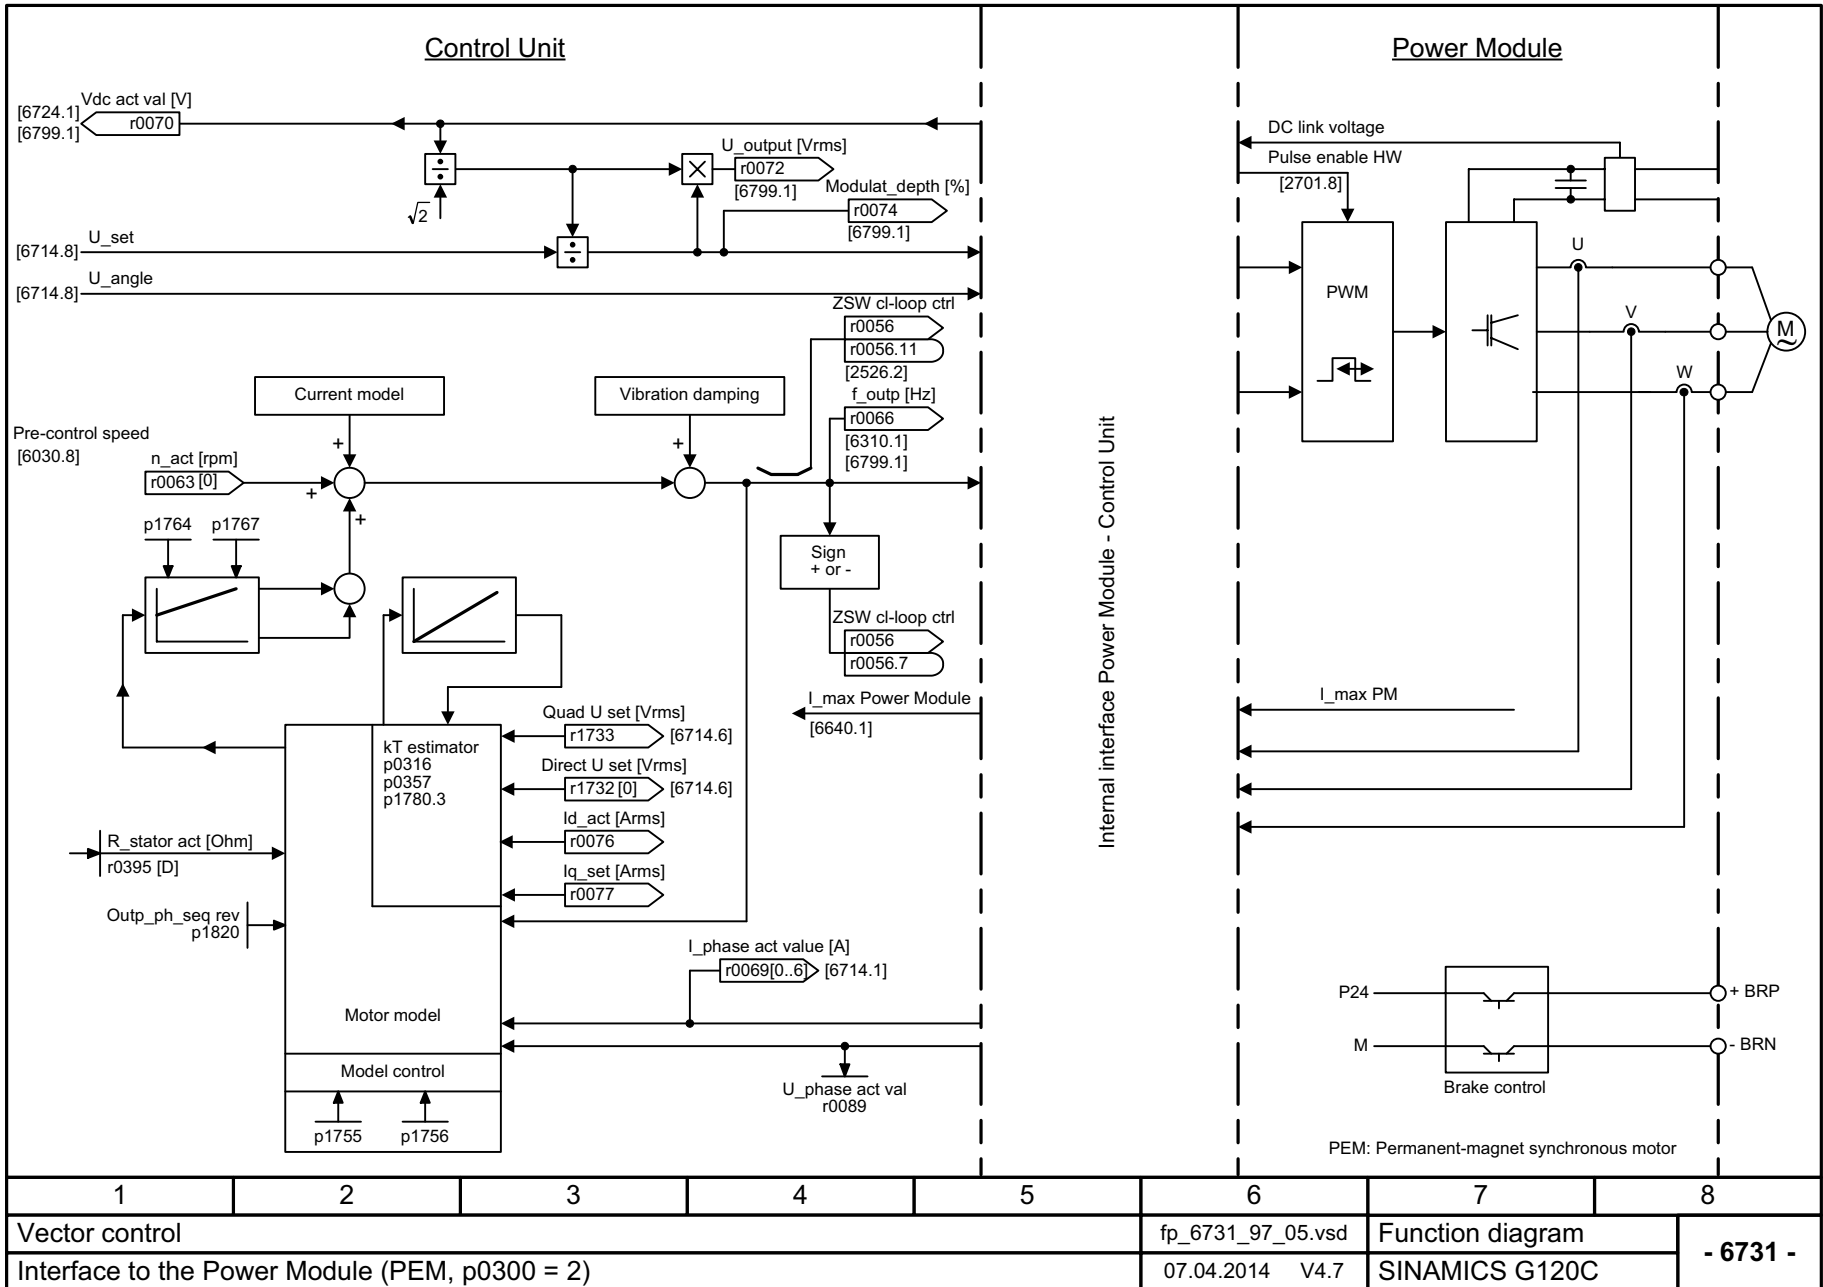 Control Unit
Power Module
Vdc act val [V]
[6724.1]
[6799.1]
r0070
÷
√2
U_output [Vrms]
×
r0072
[6799.1]
Modulat_depth [%]
r0074
[6799.1]
U_set
[6714.8]
÷
U_angle
[6714.8]
DC link voltage
Pulse enable HW
[2701.8]
PWM
U
V
W
M
~
ZSW cl-loop ctrl
r0056
r0056.11
[2526.2]
f_outp [Hz]
r0066
[6310.1]
[6799.1]
Current model
Vibration damping
Pre-control speed
[6030.8]
n_act [rpm]
r0063 [0]
+
+
+
+
p1764
p1767
Sign
+ or -
ZSW cl-loop ctrl
r0056
r0056.7
I_max Power Module
[6640.1]
Internal interface Power Module - Control Unit
I_max PM
kT estimator
p0316
p0357
p1780.3
Quad U set [Vrms]
r1733
[6714.6]
Direct U set [Vrms]
r1732 [0]
[6714.6]
Id_act [Arms]
r0076
Iq_set [Arms]
r0077
R_stator act [Ohm]
r0395 [D]
Outp_ph_seq rev
p1820
I_phase act value [A]
r0069[0..6]
[6714.1]
Motor model
Model control
p1755
p1756
U_phase act val
r0089
P24
+ BRP
M
- BRN
Brake control
PEM: Permanent-magnet synchronous motor
1 2 3 4 5 6 7 8
Vector control
fp_6731_97_05.vsd
Function diagram
- 6731 -
Interface to the Power Module (PEM, p0300 = 2)
07.04.2014 V4.7
SINAMICS G120C